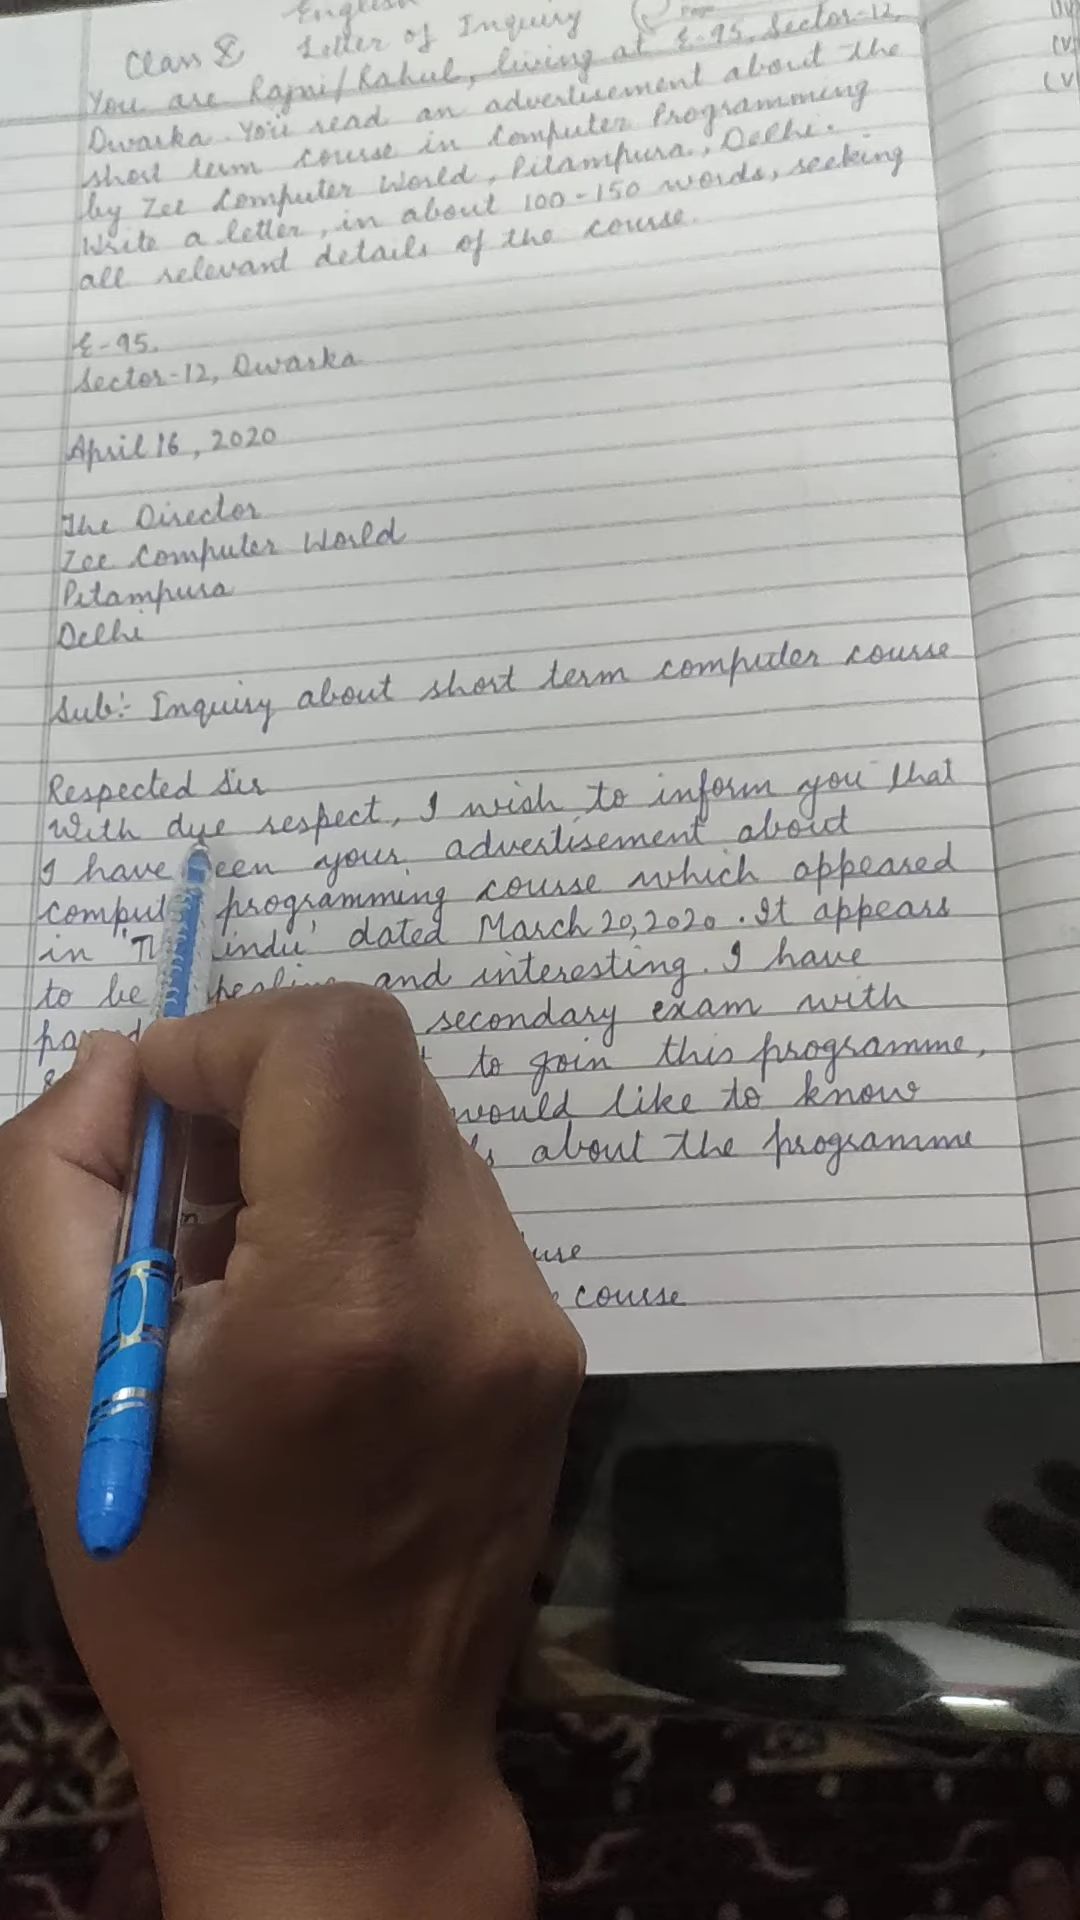 English
Class 8 Letter of Inquiry
You are Rajni/Rahul, living at E-95, Sector-12,
Dwarka. You read an advertisement about the
short term course in Computer Programming
by Zee Computer World, Pitampura, Delhi.
Write a letter, in about 100-150 words, seeking
all relevant details of the course.
E-95,
Sector-12, Dwarka
April 16, 2020
The Director
Zee Computer World
Pitampura
Delhi
Sub:- Inquiry about short term computer course
Respected Sir
With due respect, I wish to inform you that
I have seen your advertisement about
programming course which appeared
in dated March 20, 2020. It appears
to be and interesting. I have
secondary exam with
to join this programme,
would like to know
about the programme
course